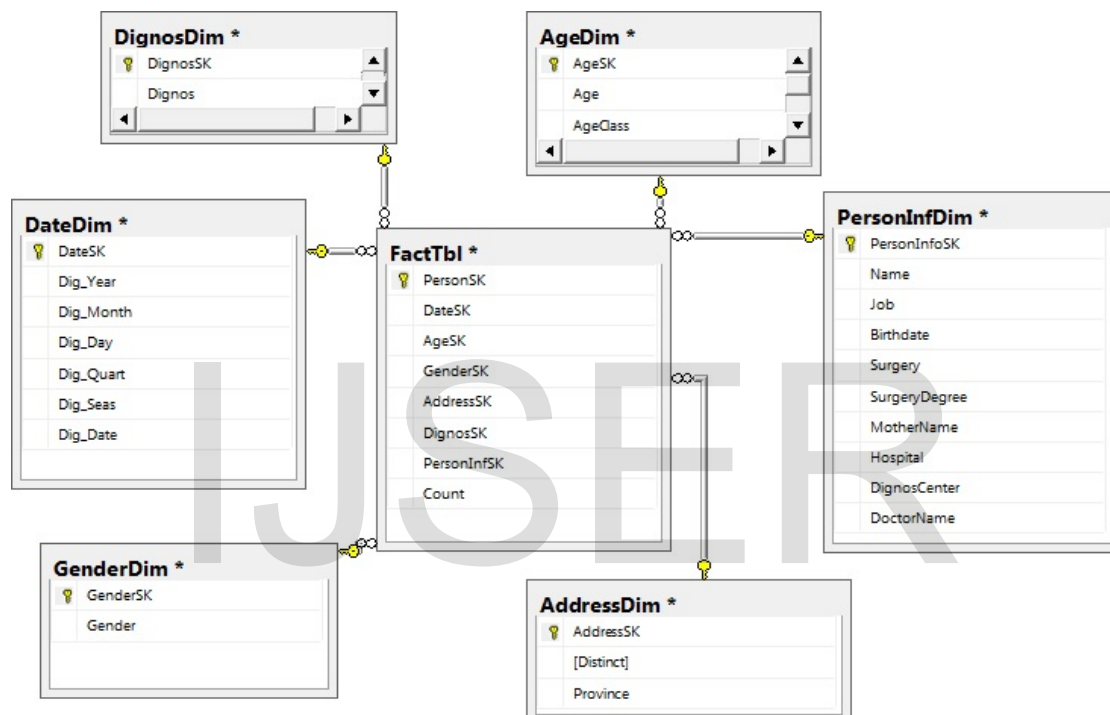 DignosDim *
DignosSK
Dignos
AgeDim *
AgeSK
Age
AgeClass
DateDim *
DateSK
Dig_Year
Dig_Month
Dig_Day
Dig_Quart
Dig_Seas
Dig_Date
FactTbl *
PersonSK
DateSK
AgeSK
GenderSK
AddressSK
DignosSK
PersonInfSK
Count
PersonInfDim *
PersonInfoSK
Name
Job
Birthdate
Surgery
SurgeryDegree
MotherName
Hospital
DignosCenter
DoctorName
GenderDim *
GenderSK
Gender
AddressDim *
AddressSK
[Distinct]
Province
IJSER